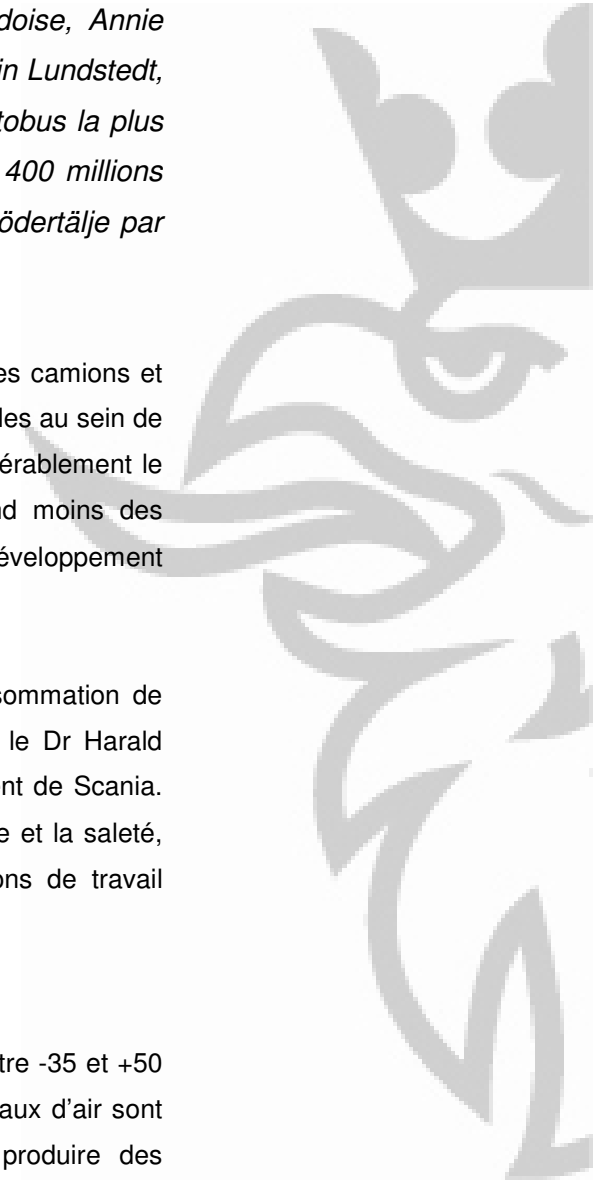 doise, Annie
in Lundstedt,
tobus la plus
400 millions
ödertälje par
es camions et
les au sein de
érablement le
nd moins des
éveloppement
sommation de
le Dr Harald
ent de Scania.
e et la saleté,
ons de travail
tre -35 et +50
aux d'air sont
produire des